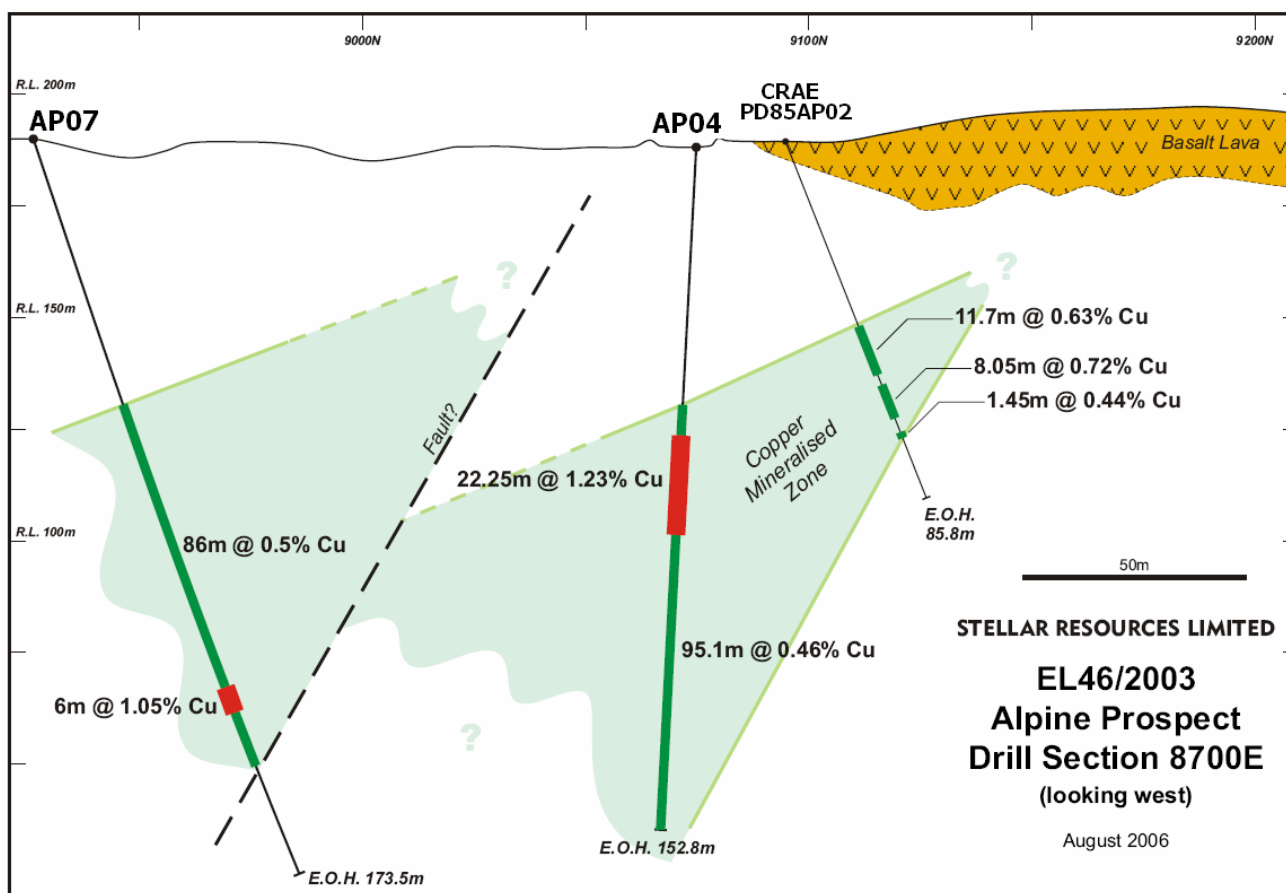 9000N
9100N
9200N
R.L. 200m
AP07
AP04
CRAE
PD85AP02
Basalt Lava
?
?
R.L. 150m
11.7m @ 0.63% Cu
8.05m @ 0.72% Cu
1.45m @ 0.44% Cu
Fault?
Copper
Mineralised
Zone
22.25m @ 1.23% Cu
R.L. 100m
86m @ 0.5% Cu
E.O.H.
85.8m
50m
STELLAR RESOURCES LIMITED
95.1m @ 0.46% Cu
EL46/2003
Alpine Prospect
Drill Section 8700E
(looking west)
August 2006
6m @ 1.05% Cu
?
E.O.H. 152.8m
E.O.H. 173.5m